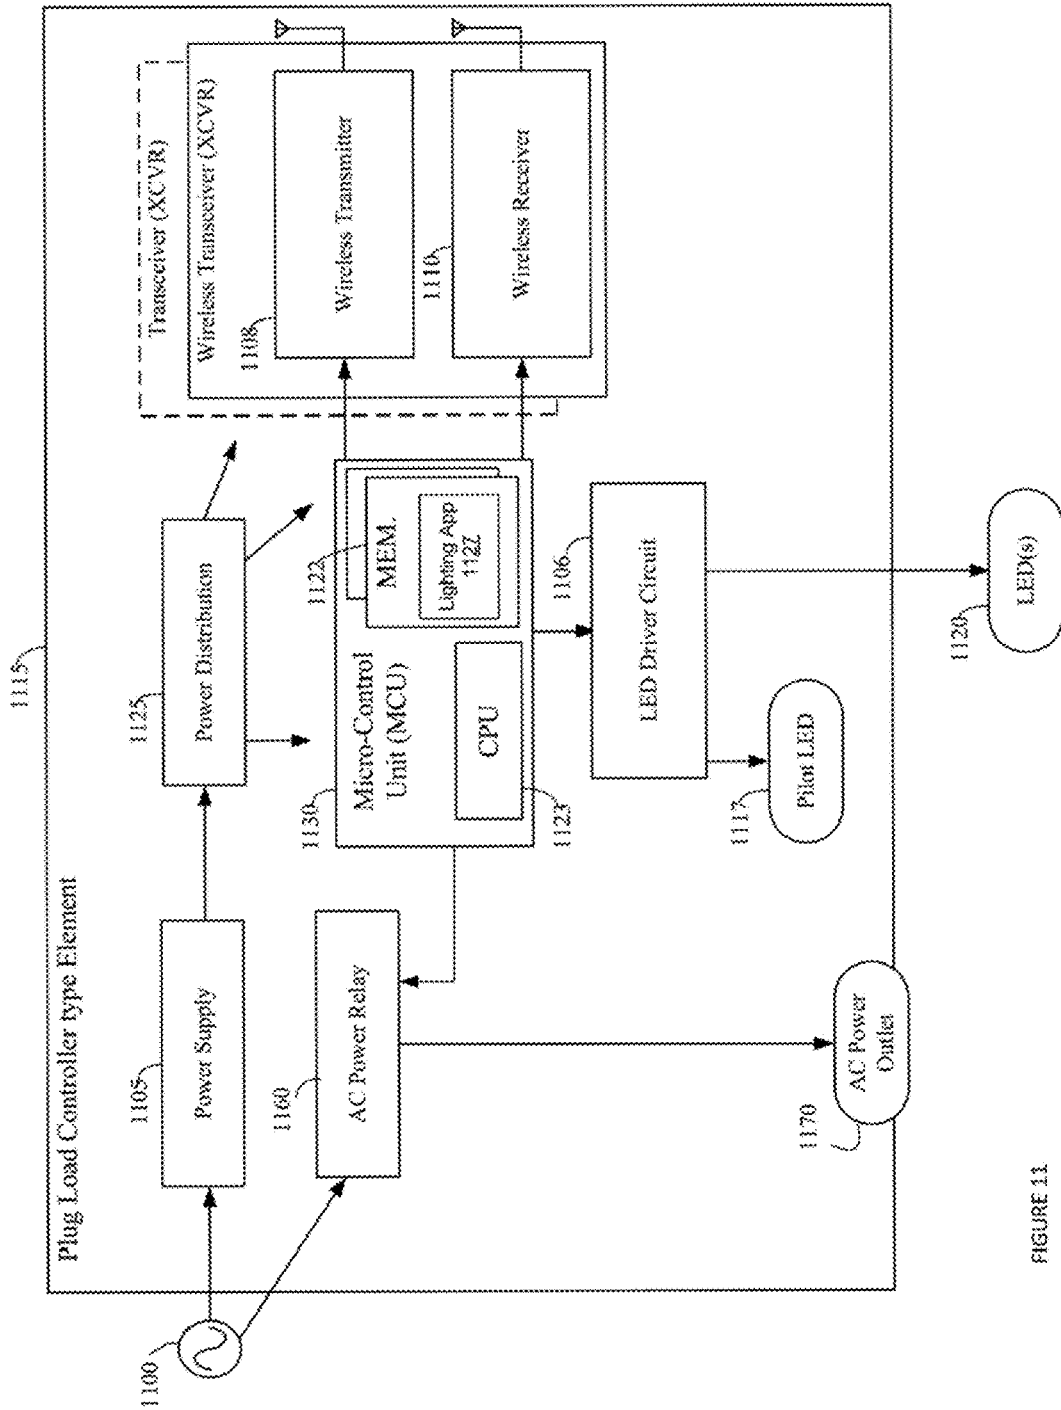 1115
Plug Load Controller type Element
1100
1105
Power Supply
1125
Power Distribution
Transceiver (XCVR)
Wireless Transceiver (XCVR)
1108
Wireless Transmitter
1110
Wireless Receiver
1160
AC Power Relay
1130
Micro-Control
Unit (MCU)
1122
MEM.
Lighting App
1127
CPU
1123
1106
LED Driver Circuit
1117
Pilot LED
1170
AC Power
Outlet
1120
LED(s)
FIGURE 11